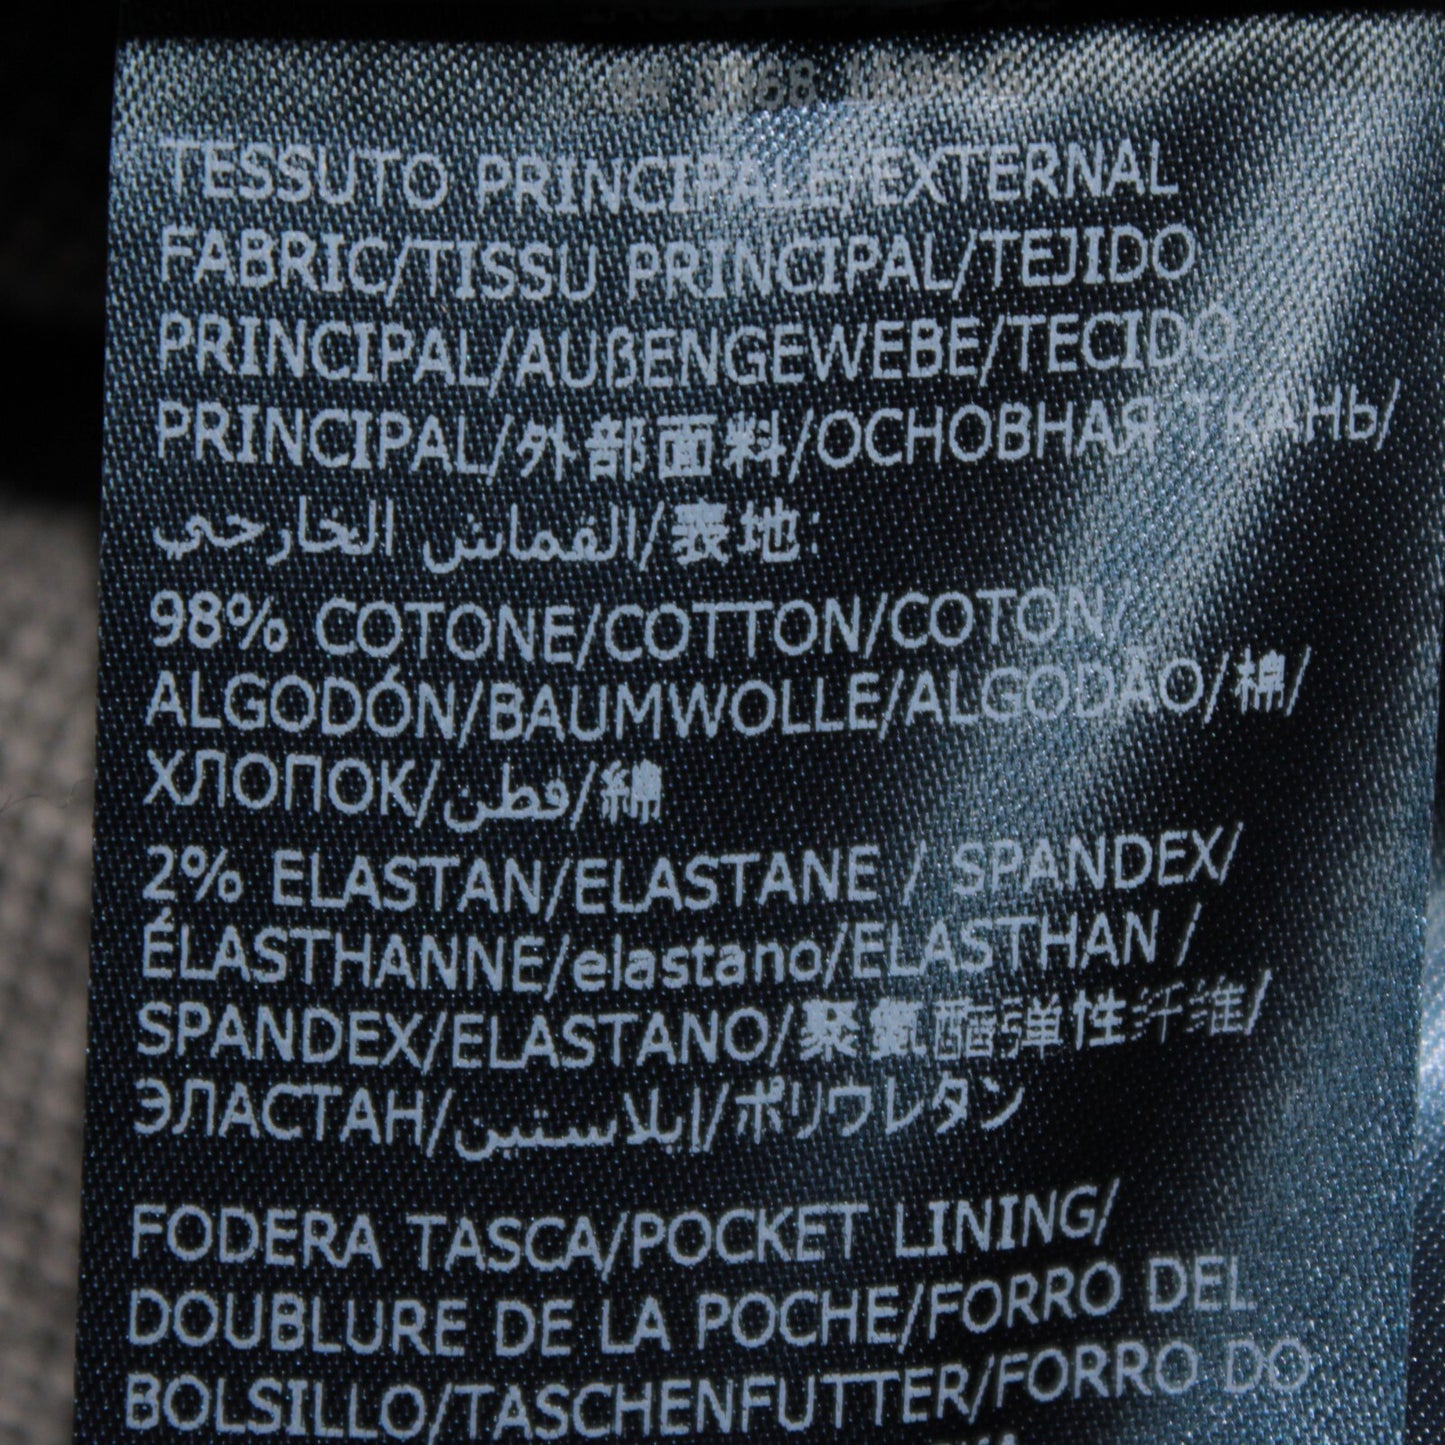 TESSUTO PRINCIPALE/EXTERNAL
FABRIC/TISSU PRINCIPAL/TEJIDO
PRINCIPAL/AUßENGEWEBE/TECIDO
PRINCIPAL/外部面料/ОСНОВНАЯ ТКАНЬ/
القماش الخارجي/表地:
98% COTONE/COTTON/COTON/
ALGODÓN/BAUMWOLLE/ALGODÃO/棉/
ХЛОПОК/قطن/綿
2% ELASTAN/ELASTANE / SPANDEX/
ÉLASTHANNE/elastano/ELASTHAN /
SPANDEX/ELASTANO/聚氨酯弹性纤维/
ЭЛАСТАН/إيلاستين/ポリウレタン
FODERA TASCA/POCKET LINING/
DOUBLURE DE LA POCHE/FORRO DEL
BOLSILLO/TASCHENFUTTER/FORRO DO